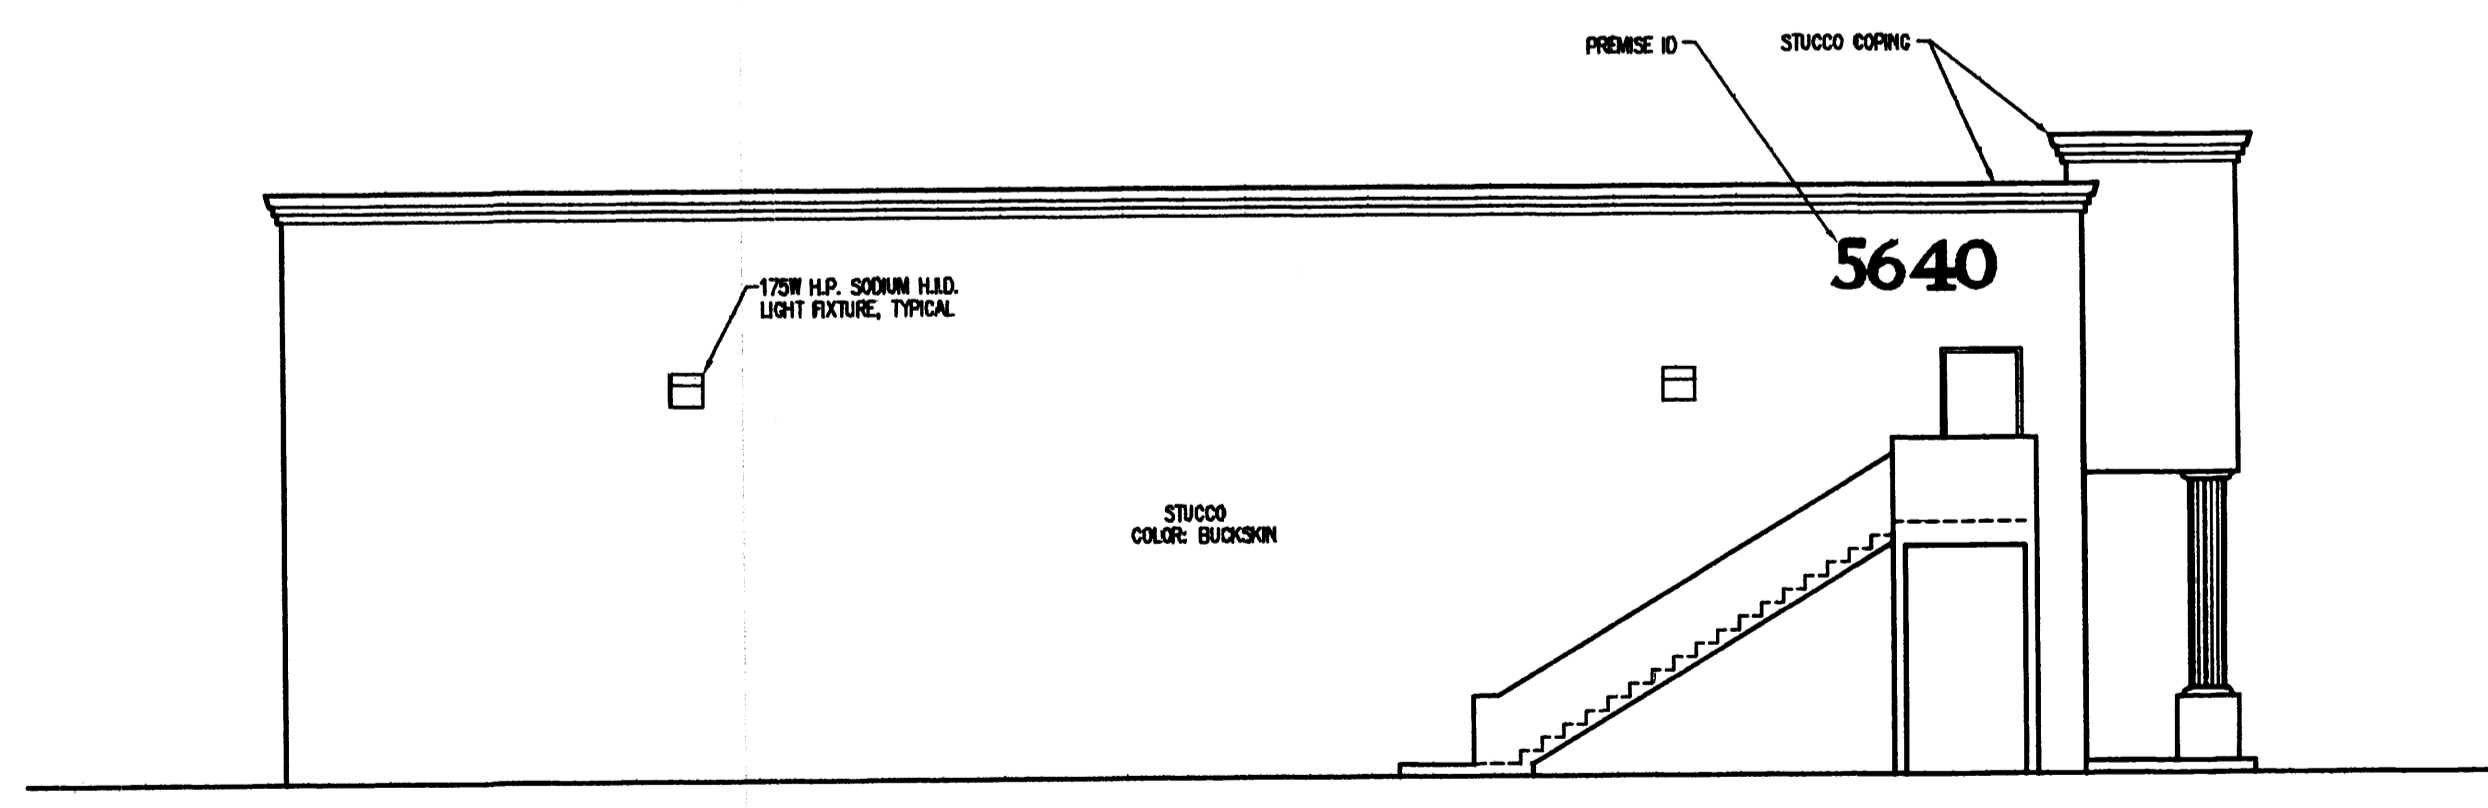 PREMISE ID
STUCCO COPING
5640
175W H.P. SODIUM H.I.D.
LIGHT FIXTURE, TYPICAL
STUCCO
COLOR: BUCKSKIN